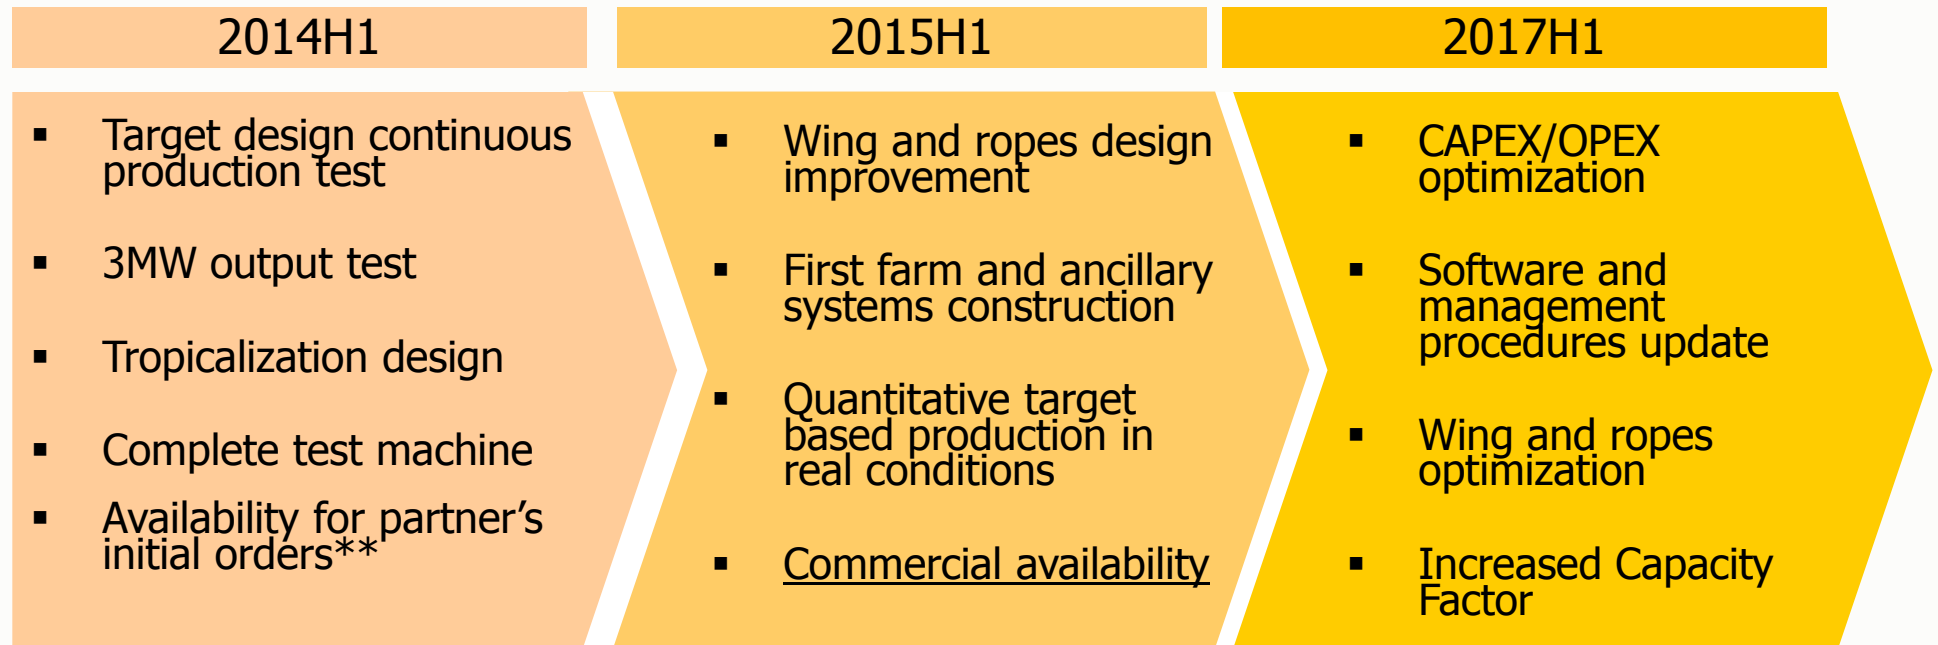 2014H1
2015H1
2017H1
▪ Target design continuous
production test
▪ 3MW output test
▪ Tropicalization design
▪ Complete test machine
▪ Availability for partner’s
initial orders**
▪ Wing and ropes design
improvement
▪ First farm and ancillary
systems construction
▪ Quantitative target
based production in
real conditions
▪ Commercial availability
▪ CAPEX/OPEX
optimization
▪ Software and
management
procedures update
▪ Wing and ropes
optimization
▪ Increased Capacity
Factor